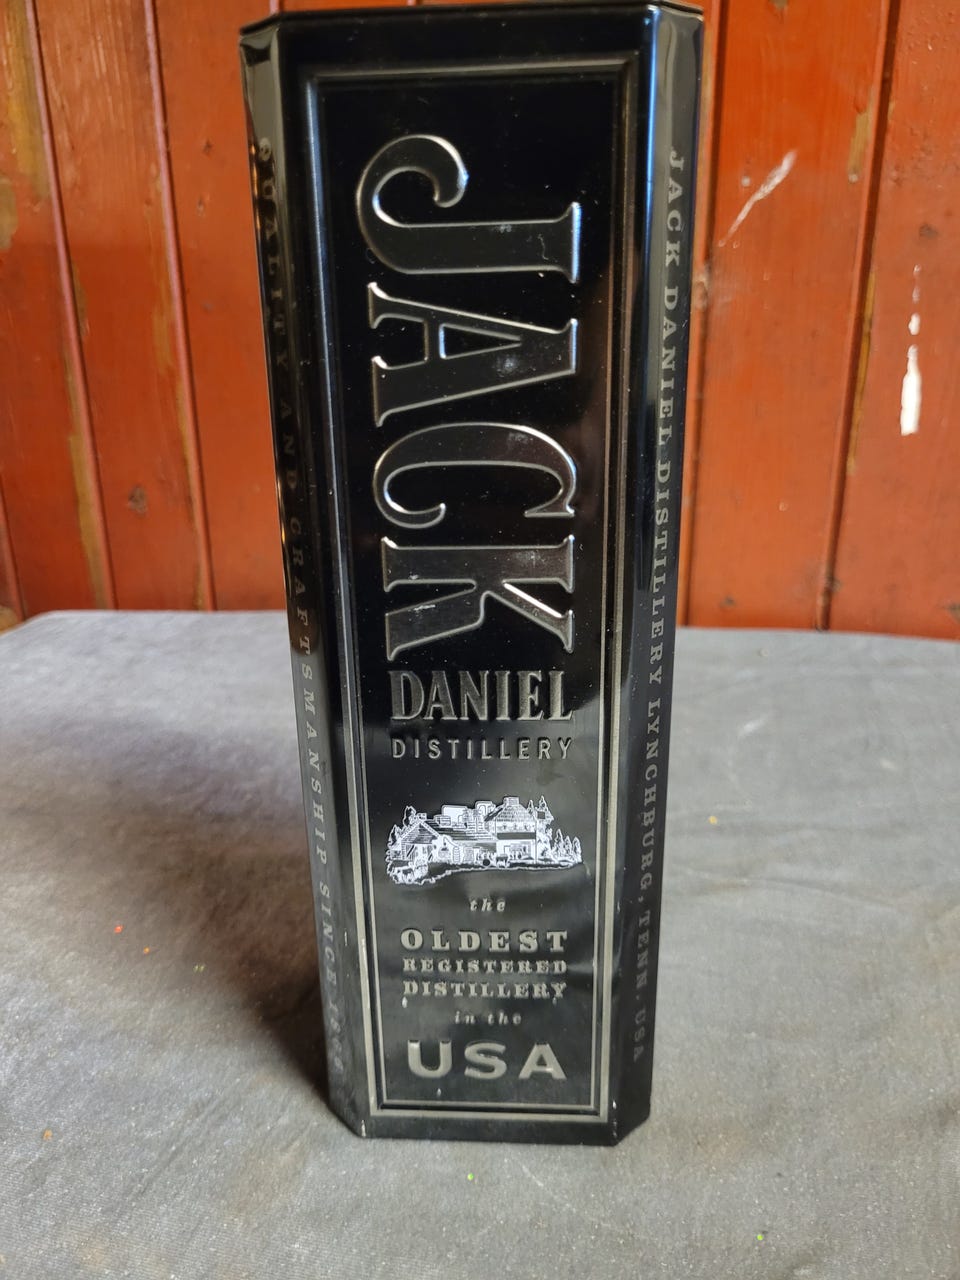 QUALITY AND CRAFTSMANSHIP SINCE
JACK
DANIEL
DISTILLERY
the
OLDEST
REGISTERED
DISTILLERY
in the
USA
JACK DANIEL DISTILLERY LYNCHBURG, TENN. USA